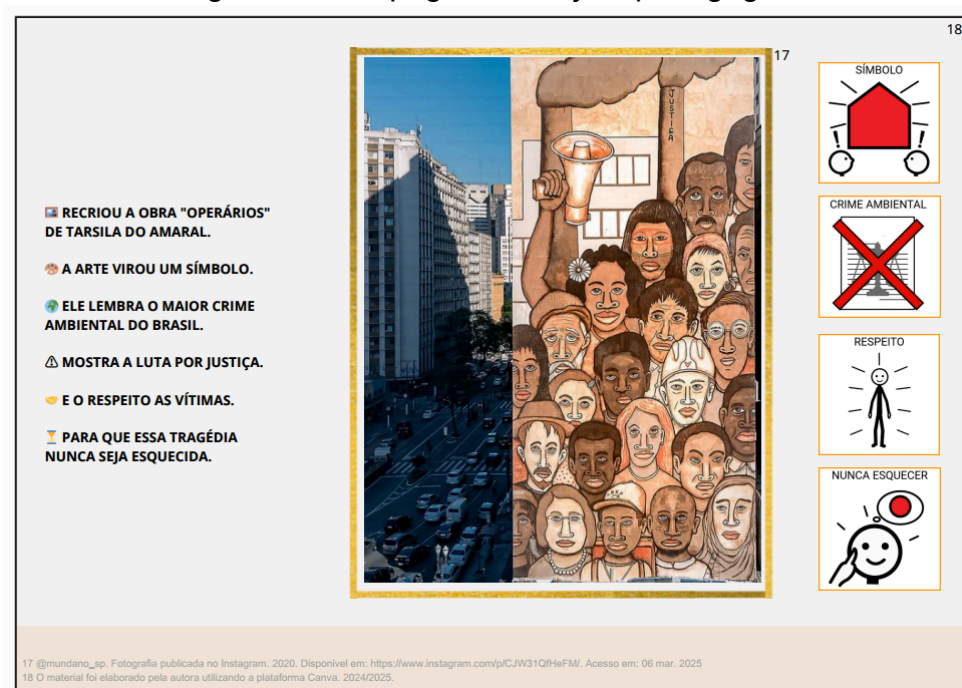 18
17
🖼️ RECRIOU A OBRA "OPERÁRIOS"
DE TARSILA DO AMARAL.
🎨 A ARTE VIROU UM SÍMBOLO.
🌍 ELE LEMBRA O MAIOR CRIME
AMBIENTAL DO BRASIL.
⚠ MOSTRA A LUTA POR JUSTIÇA.
🤝 E O RESPEITO AS VÍTIMAS.
⏳ PARA QUE ESSA TRAGÉDIA
NUNCA SEJA ESQUECIDA.
JUSTIÇA
SÍMBOLO
CRIME AMBIENTAL
RESPEITO
NUNCA ESQUECER
17 @mundano_sp. Fotografia publicada no Instagram. 2020. Disponível em: https://www.instagram.com/p/CJW31QfHeFM/. Acesso em: 06 mar. 2025
18 O material foi elaborado pela autora utilizando a plataforma Canva. 2024/2025.